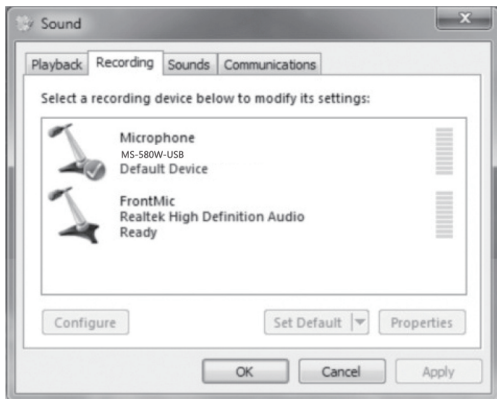 Sound
Playback Recording Sounds Communications
Select a recording device below to modify its settings:
Microphone
MS-580W-USB
Default Device
FrontMic
Realtek High Definition Audio
Ready
Configure Set Default Properties
OK Cancel Apply